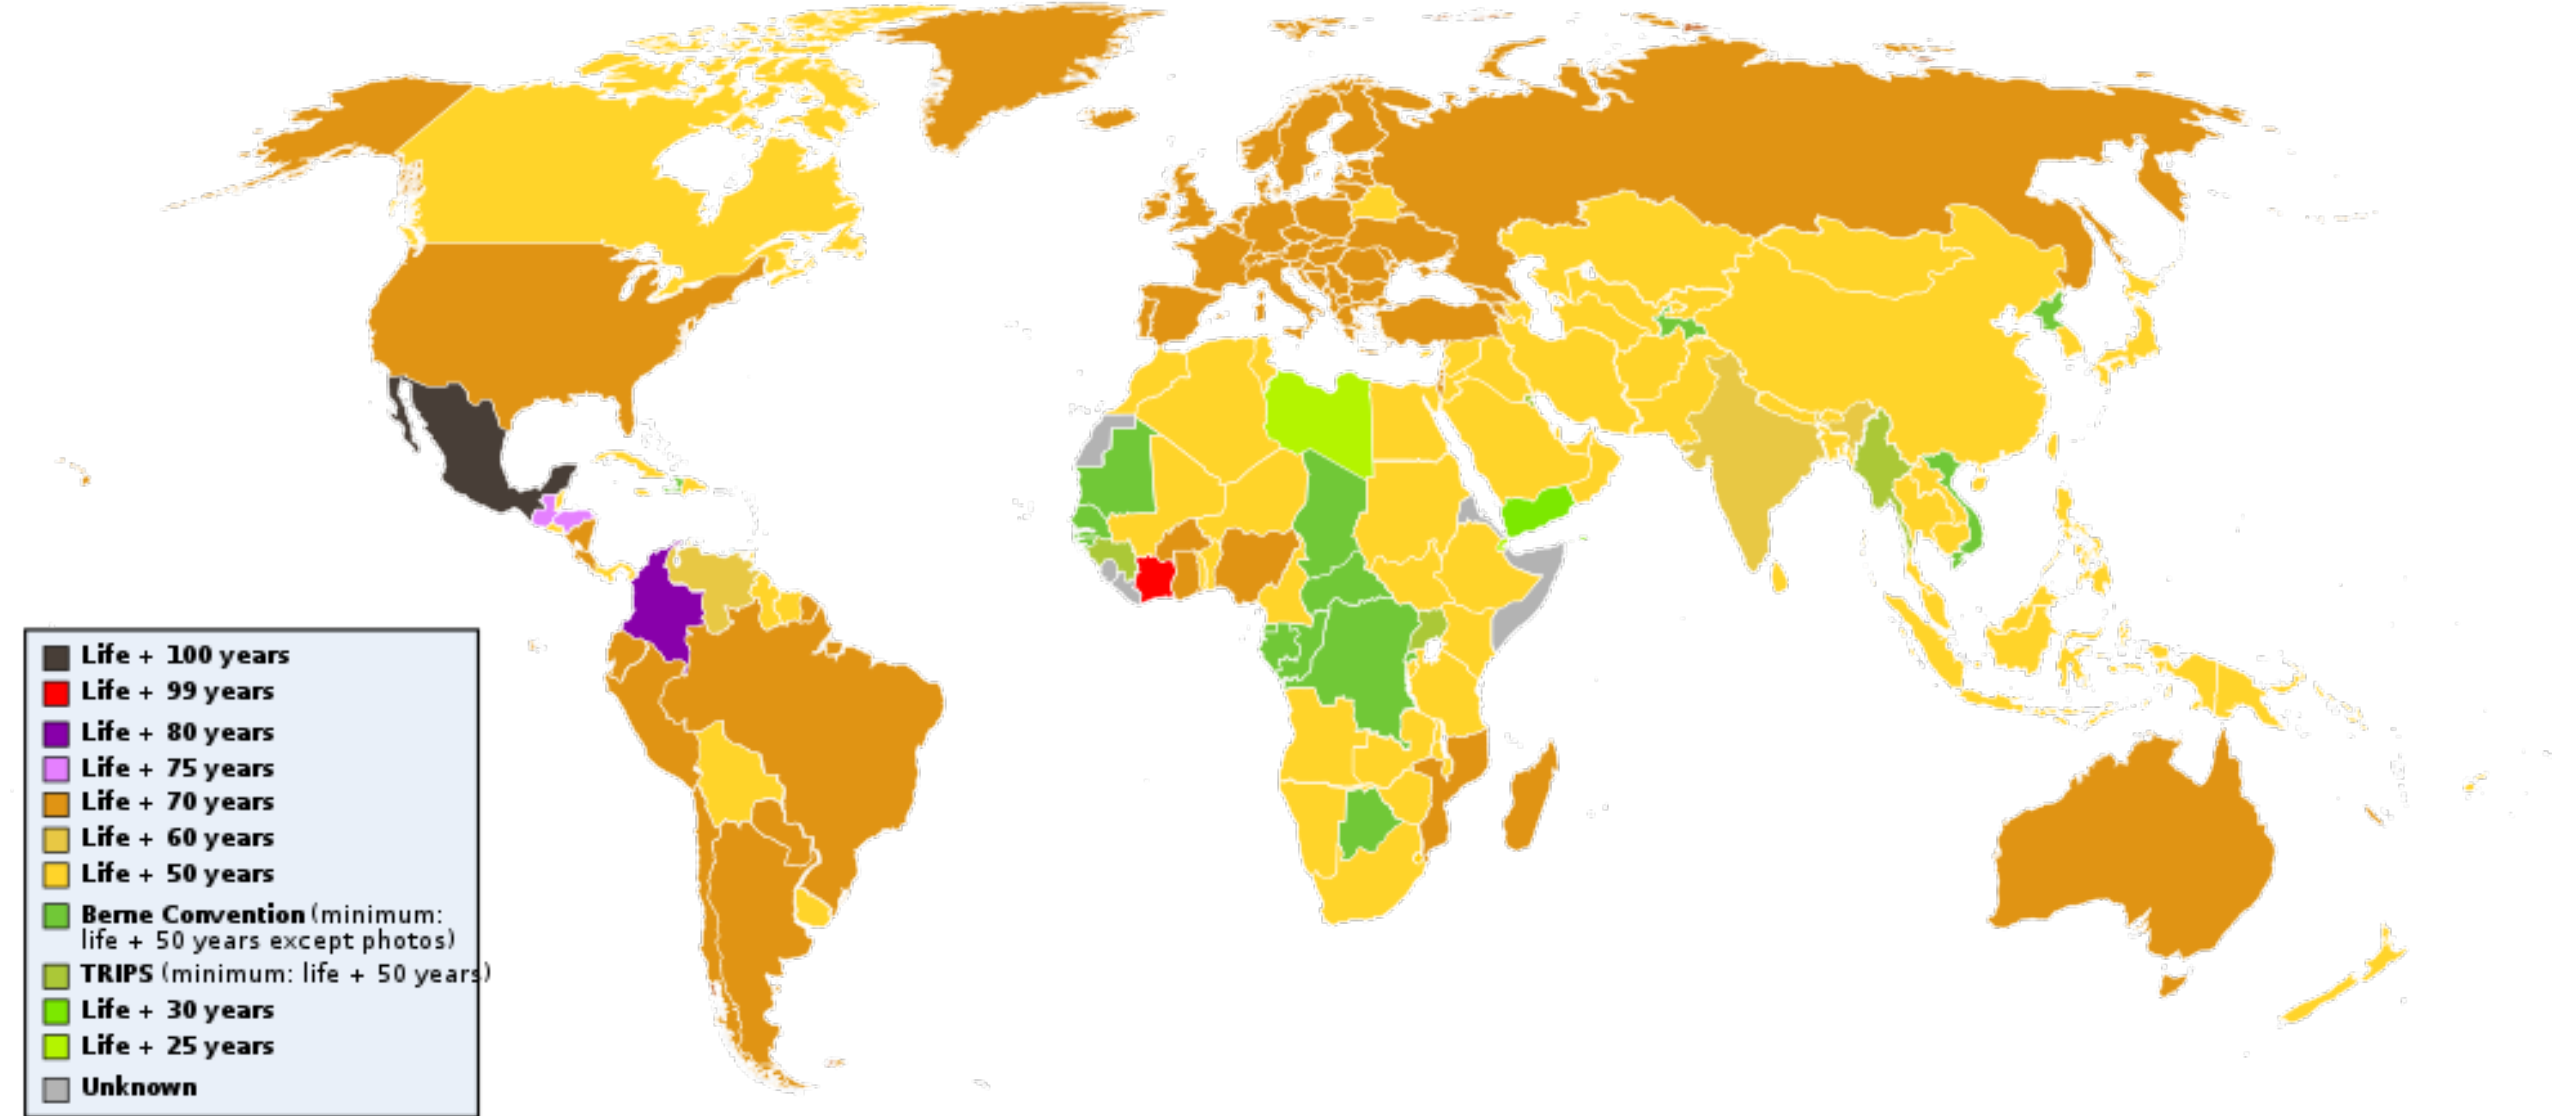 Life + 100 years
Life + 99 years
Life + 80 years
Life + 75 years
Life + 70 years
Life + 60 years
Life + 50 years
Berne Convention (minimum:
life + 50 years except photos)
TRIPS (minimum: life + 50 years)
Life + 30 years
Life + 25 years
Unknown